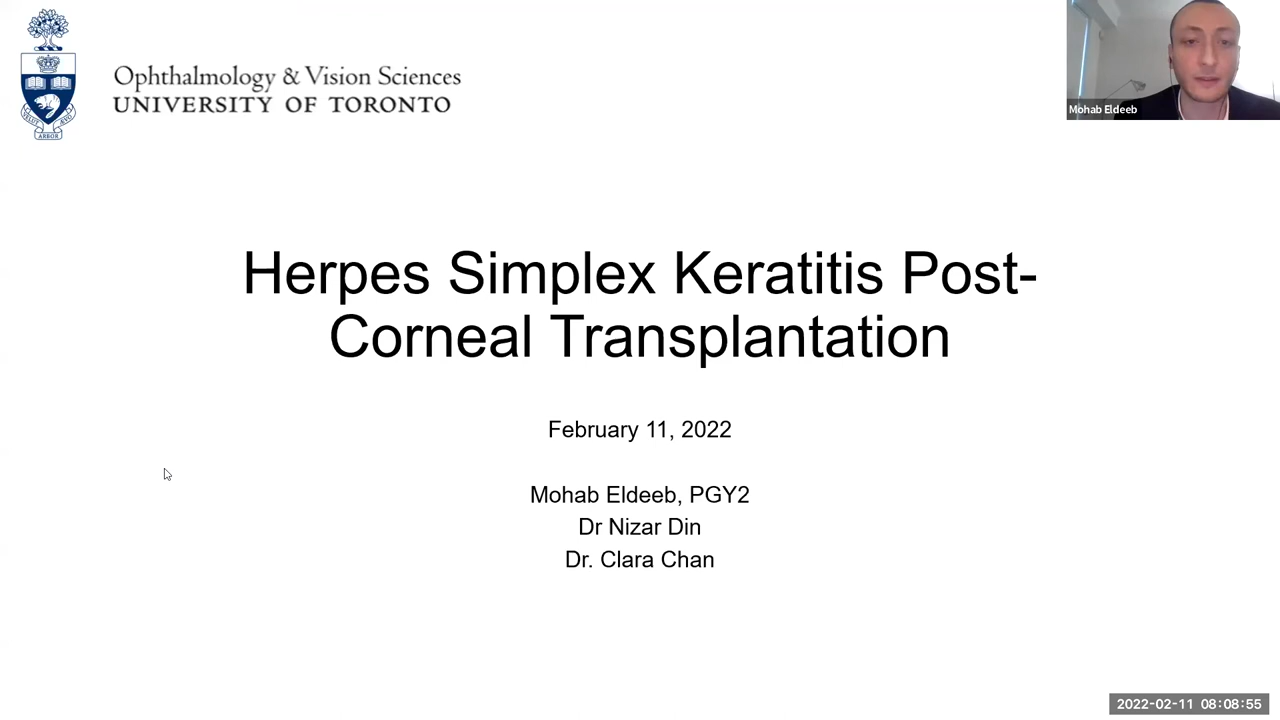 Ophthalmology & Vision Sciences
UNIVERSITY OF TORONTO
Mohab Eldeeb
Herpes Simplex Keratitis Post-
Corneal Transplantation
February 11, 2022
Mohab Eldeeb, PGY2
Dr Nizar Din
Dr. Clara Chan
ARBOR
2022-02-11 08:08:55